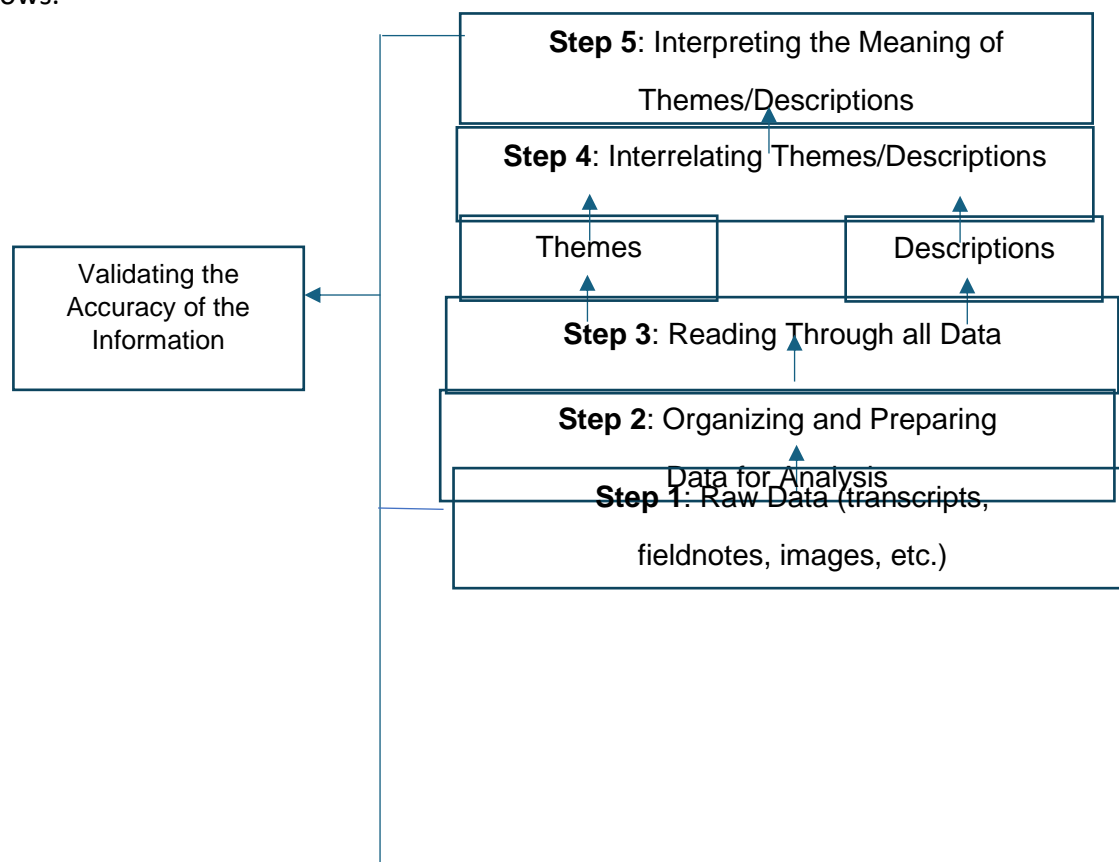 ows:
Step 5: Interpreting the Meaning of
Themes/Descriptions
Step 4: Interrelating Themes/Descriptions
Themes
Descriptions
Validating the
Accuracy of the
Information
Step 3: Reading Through all Data
Step 2: Organizing and Preparing
Data for Analysis
Step 1: Raw Data (transcripts,
fieldnotes, images, etc.)